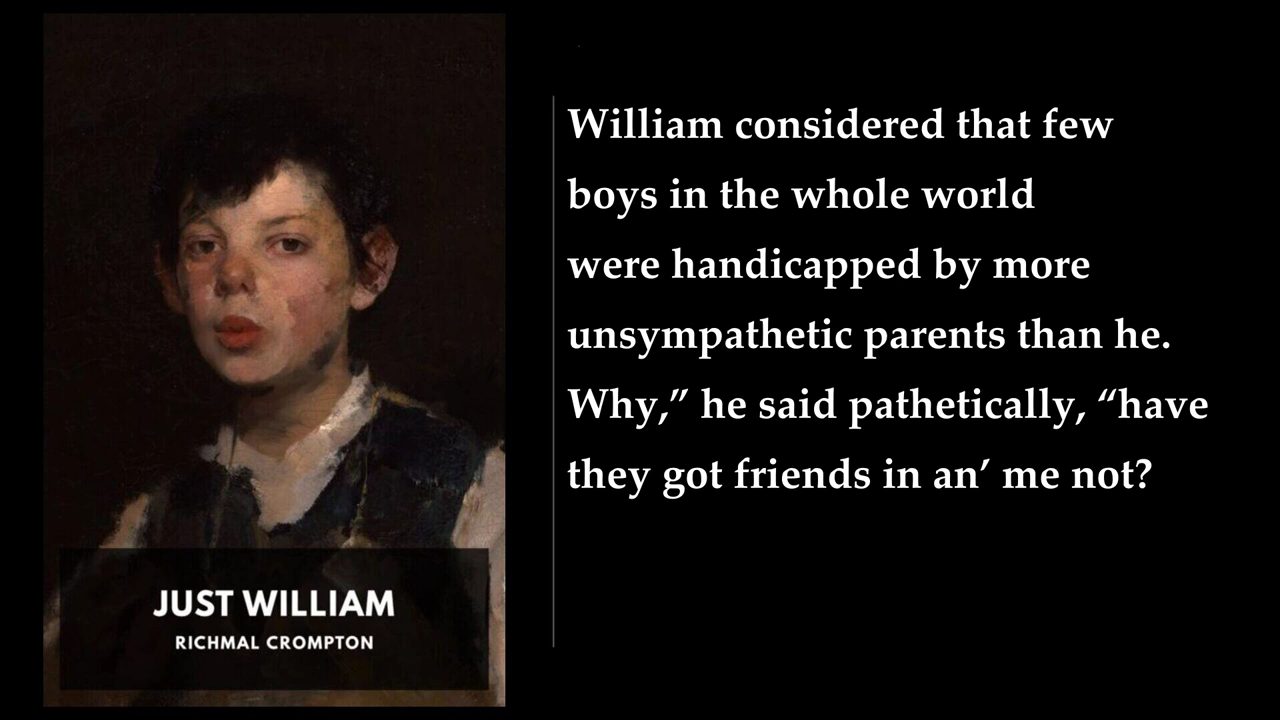 William considered that few
boys in the whole world
were handicapped by more
unsympathetic parents than he.
Why,” he said pathetically, “have
they got friends in an’ me not?
JUST WILLIAM
RICHMAL CROMPTON